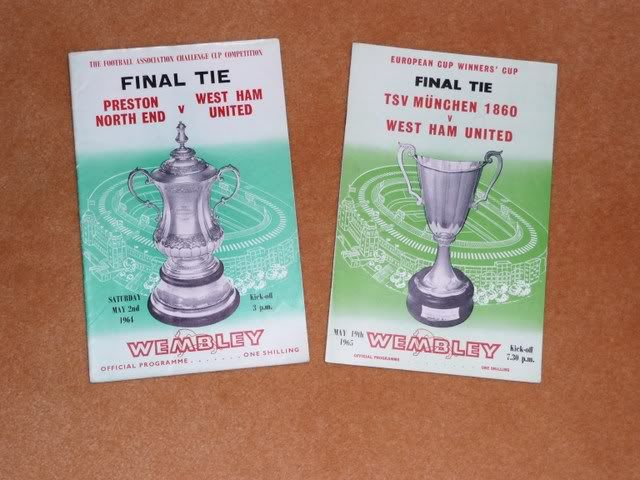 THE FOOTBALL ASSOCIATION CHALLENGE CUP COMPETITION
FINAL TIE
PRESTON
NORTH END
v
WEST HAM
UNITED
SATURDAY
MAY 2nd
1964
Kick-off
3 p.m.
WEMBLEY
OFFICIAL PROGRAMME . . . . . . . ONE SHILLING
EUROPEAN CUP WINNERS' CUP
FINAL TIE
TSV MÜNCHEN 1860
v
WEST HAM UNITED
MAY 19th
1965
Kick-off
7.30 p.m.
WEMBLEY
OFFICIAL PROGRAMME . . . . . . . ONE SHILLING